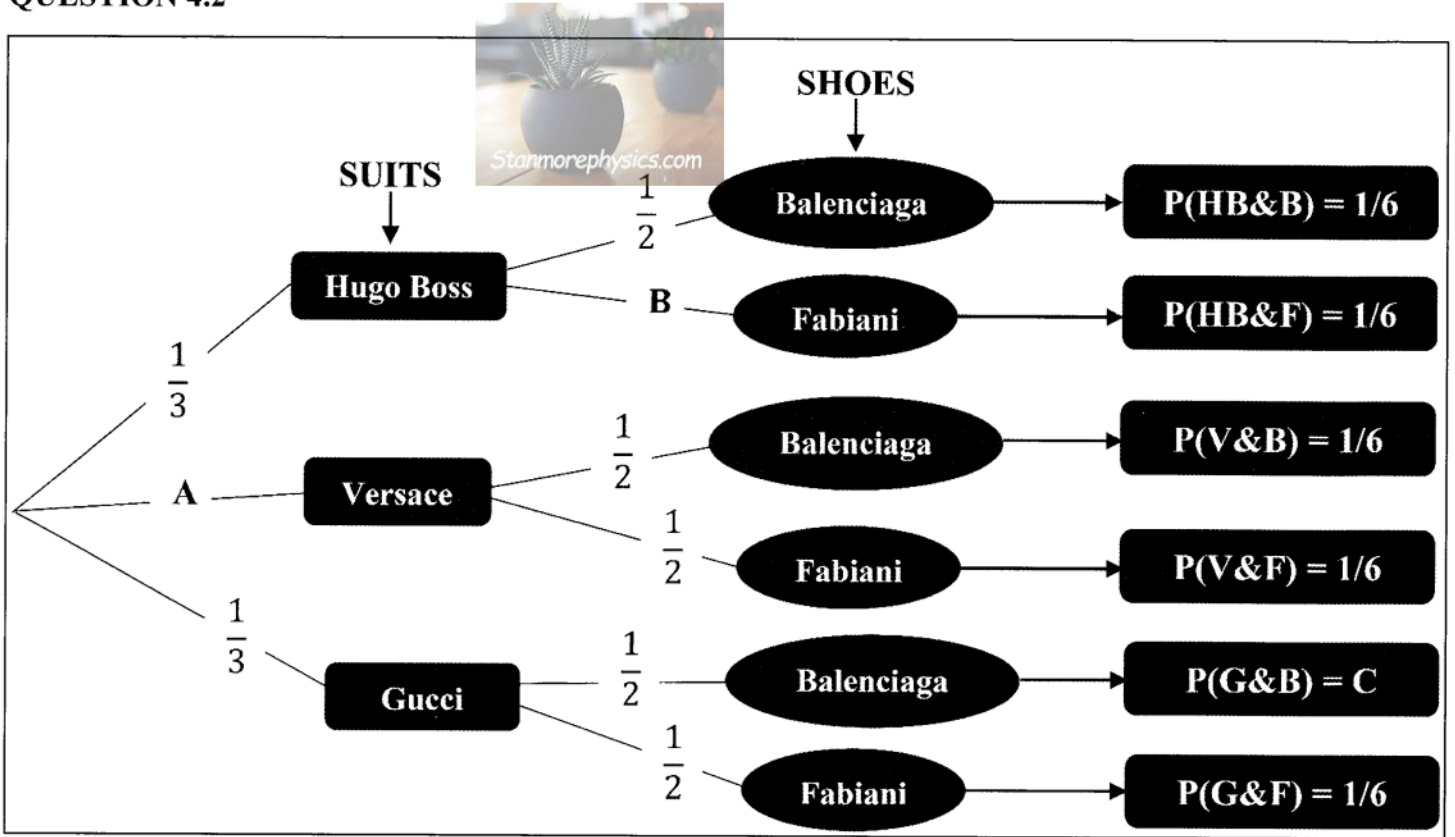 QUESTION 4.2
Stanmorephysics.com
SHOES
SUITS
1
2
Balenciaga
P(HB&B) = 1/6
Hugo Boss
B
Fabiani
P(HB&F) = 1/6
1
3
1
2
Balenciaga
P(V&B) = 1/6
A
Versace
1
2
Fabiani
P(V&F) = 1/6
1
3
1
2
Balenciaga
P(G&B) = C
Gucci
1
2
Fabiani
P(G&F) = 1/6